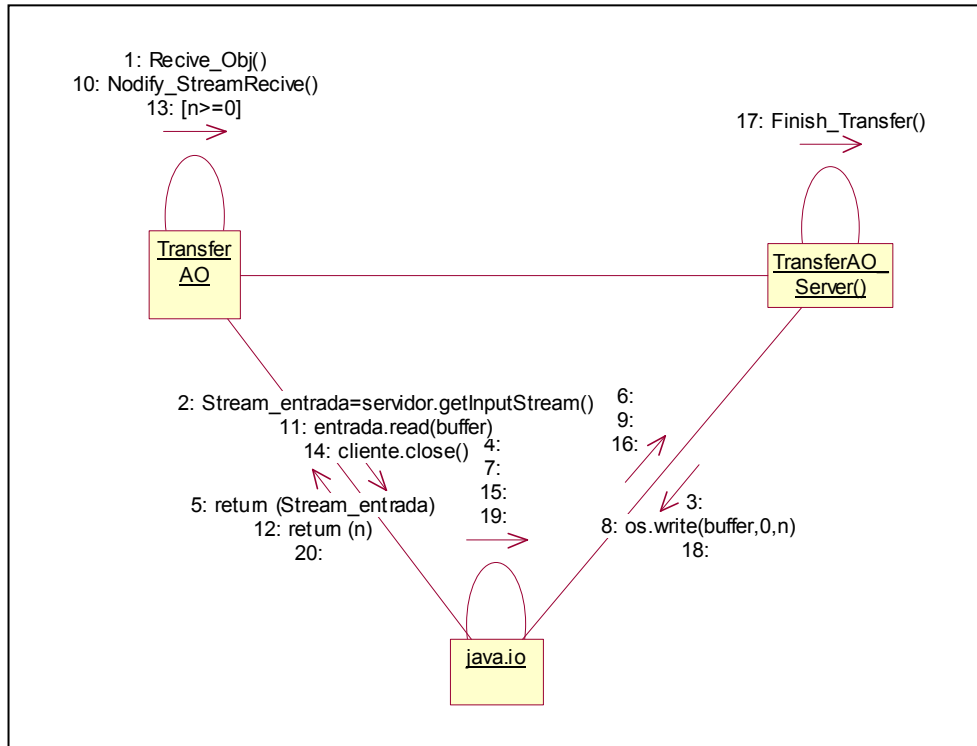 1: Recive_Obj()
10: Nodify_StreamRecive()
13: [n>=0]
17: Finish_Transfer()
Transfer
AO
TransferAO_
Server()
2: Stream_entrada=servidor.getInputStream()
11: entrada.read(buffer)
14: cliente.close()
4:
7:
15:
19:
6:
9:
16:
5: return (Stream_entrada)
12: return (n)
20:
3:
8: os.write(buffer,0,n)
18:
java.io